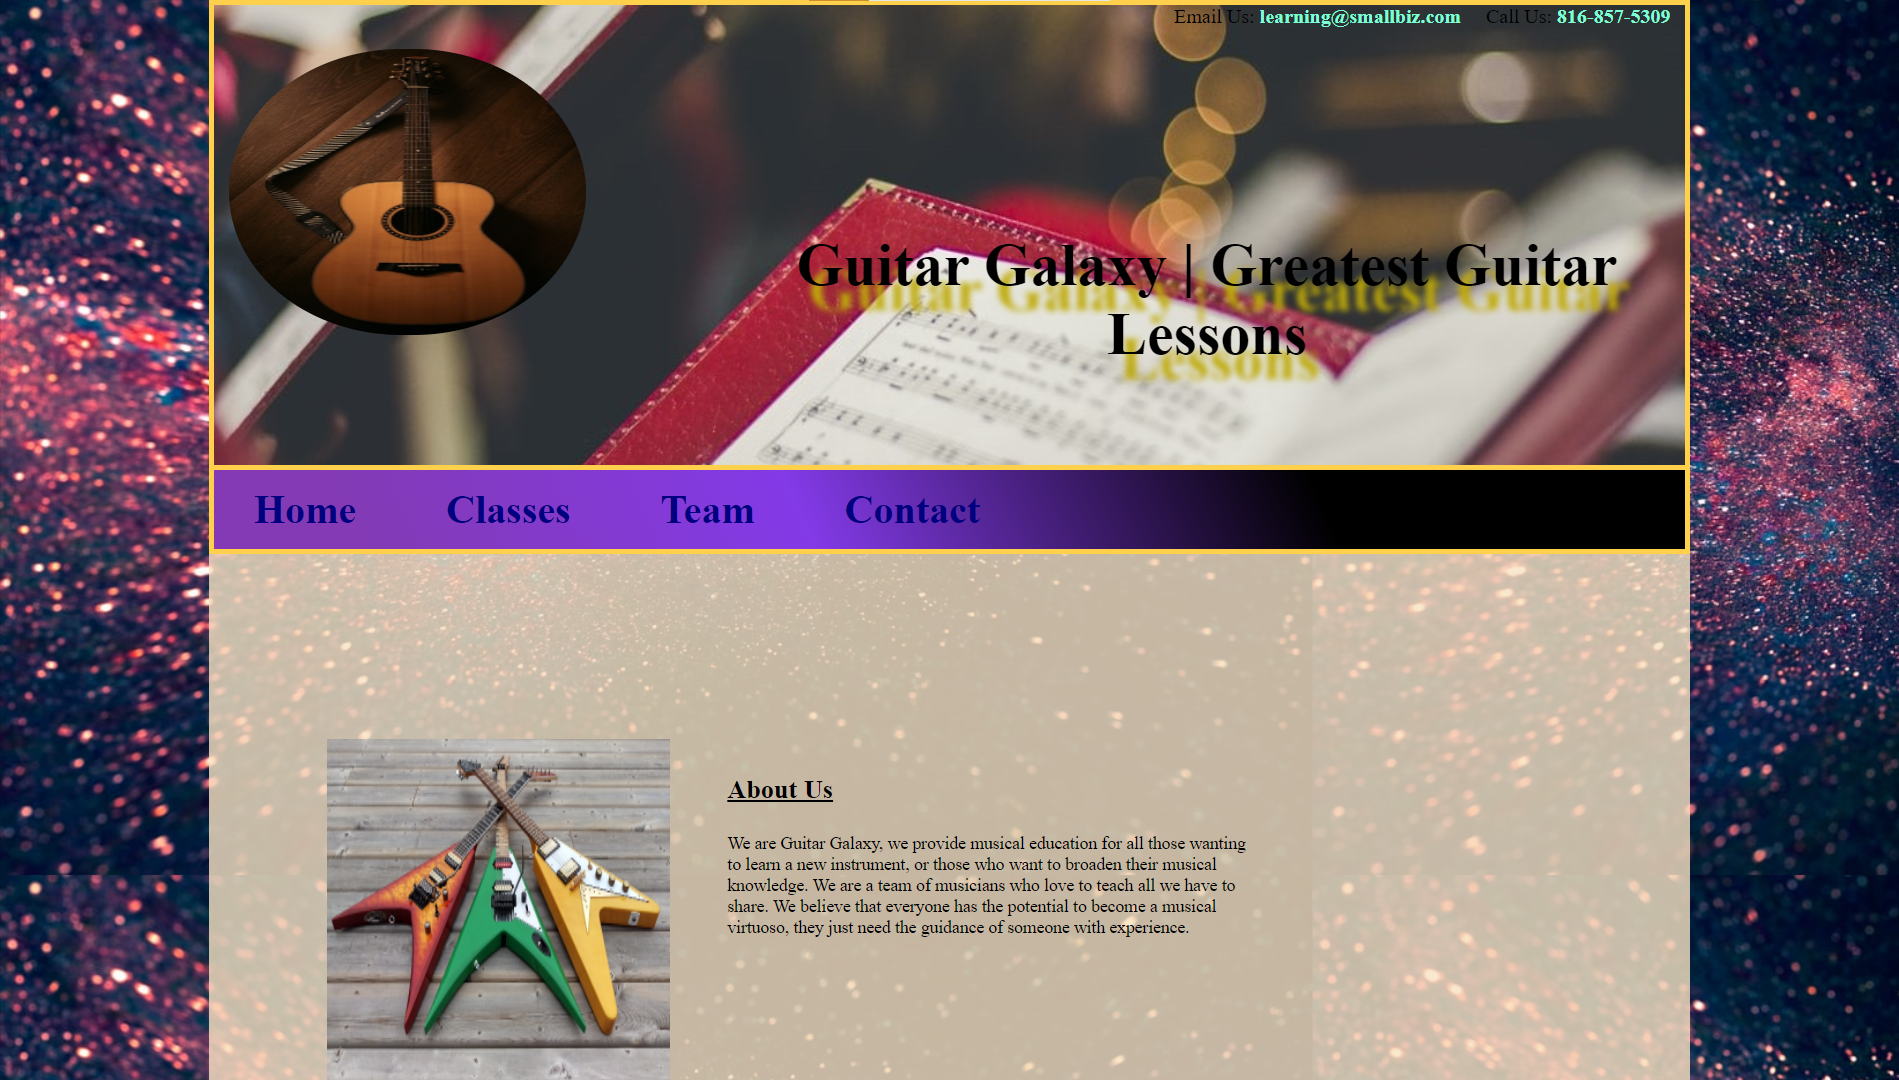 Email Us: learning@smallbiz.com Call Us: 816-857-5309
Guitar Galaxy | Greatest Guitar
Lessons
Home Classes Team Contact
About Us
We are Guitar Galaxy, we provide musical education for all those wanting
to learn a new instrument, or those who want to broaden their musical
knowledge. We are a team of musicians who love to teach all we have to
share. We believe that everyone has the potential to become a musical
virtuoso, they just need the guidance of someone with experience.